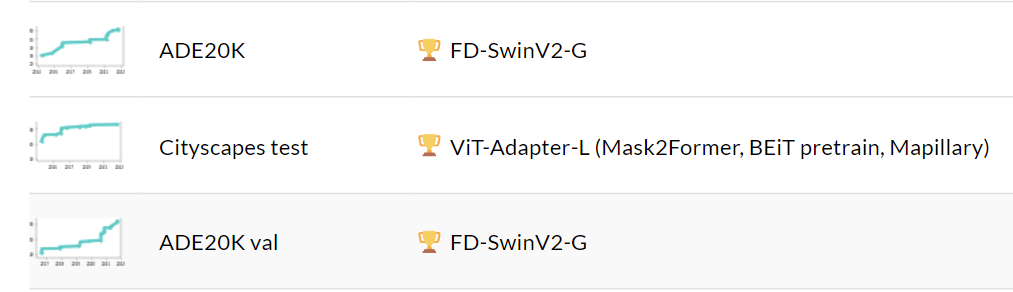 ADE20K
FD-SwinV2-G
Cityscapes test
ViT-Adapter-L (Mask2Former, BEiT pretrain, Mapillary)
ADE20K val
FD-SwinV2-G